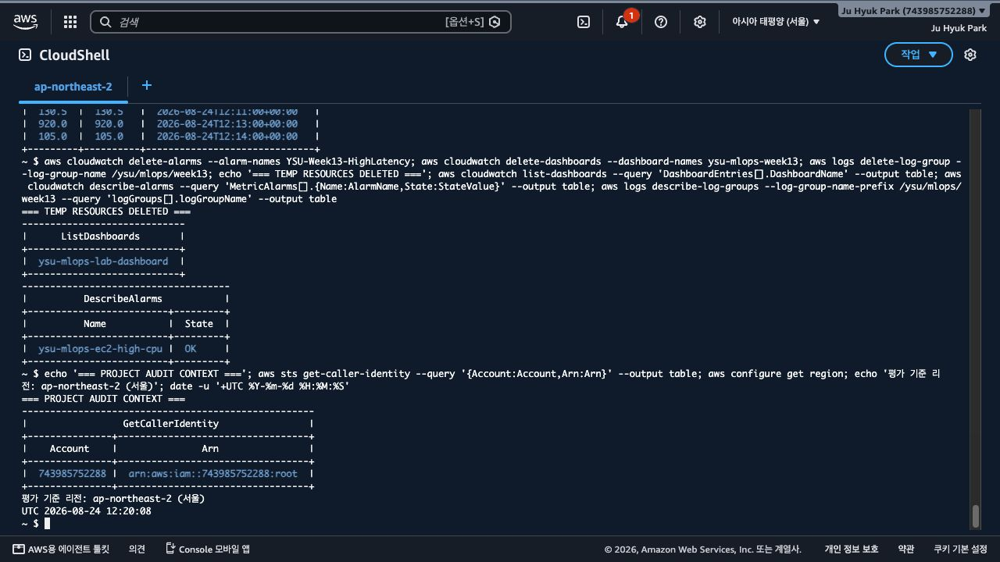 aws
검색
[옵션+S]
1
아시아 태평양 (서울) ▼
Ju Hyuk Park (743985752288) ▼
Ju Hyuk Park
CloudShell
작업 ▼
ap-northeast-2
+
| 130.5 | 130.5 | 2026-08-24T12:11:00+00:00 |
| 920.0 | 920.0 | 2026-08-24T12:13:00+00:00 |
| 105.0 | 105.0 | 2026-08-24T12:14:00+00:00 |
+---------+----------+----------------------------+
~ $ aws cloudwatch delete-alarms --alarm-names YSU-Week13-HighLatency; aws cloudwatch delete-dashboards --dashboard-names ysu-mlops-week13; aws logs delete-log-group -
-log-group-name /ysu/mlops/week13; echo '=== TEMP RESOURCES DELETED ==='; aws cloudwatch list-dashboards --query 'DashboardEntries[].DashboardName' --output table; aws
cloudwatch describe-alarms --query 'MetricAlarms[].{Name:AlarmName,State:StateValue}' --output table; aws logs describe-log-groups --log-group-name-prefix /ysu/mlops/
week13 --query 'logGroups[].logGroupName' --output table
=== TEMP RESOURCES DELETED ===
-----------------------------
| ListDashboards |
+---------------------------+
| ysu-mlops-lab-dashboard |
+---------------------------+
-------------------------------------
| DescribeAlarms |
+-------------------------+---------+
| Name | State |
+-------------------------+---------+
| ysu-mlops-ec2-high-cpu | OK |
+-------------------------+---------+
~ $ echo '=== PROJECT AUDIT CONTEXT ==='; aws sts get-caller-identity --query '{Account:Account,Arn:Arn}' --output table; aws configure get region; echo '평가 기준 리
전: ap-northeast-2 (서울)'; date -u '+UTC %Y-%m-%d %H:%M:%S'
=== PROJECT AUDIT CONTEXT ===
--------------------------------------------------
| GetCallerIdentity |
+---------------+--------------------------------+
| Account | Arn |
+---------------+--------------------------------+
| 743985752288 | arn:aws:iam::743985752288:root |
+---------------+--------------------------------+
평가 기준 리전: ap-northeast-2 (서울)
UTC 2026-08-24 12:20:08
~ $
AWS용 에이전트 툴킷
의견
Console 모바일 앱
© 2026, Amazon Web Services, Inc. 또는 계열사.
개인 정보 보호
약관
쿠키 기본 설정